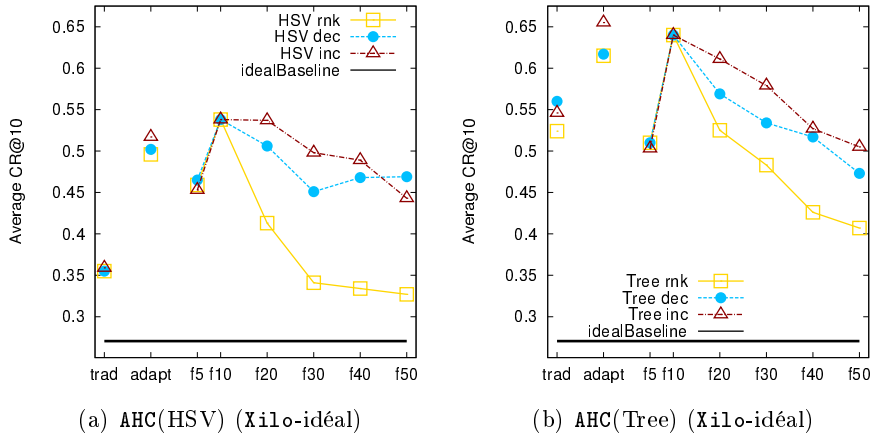 0.65
0.6
0.55
0.5
0.45
0.4
0.35
0.3
Average CR@10
HSV rnk
HSV dec
HSV inc
idealBaseline
trad adapt f5 f10 f20 f30 f40 f50
(a) AHC(HSV) (Xilo-idéal)
0.65
0.6
0.55
0.5
0.45
0.4
0.35
0.3
Average CR@10
Tree rnk
Tree dec
Tree inc
idealBaseline
trad adapt f5 f10 f20 f30 f40 f50
(b) AHC(Tree) (Xilo-idéal)